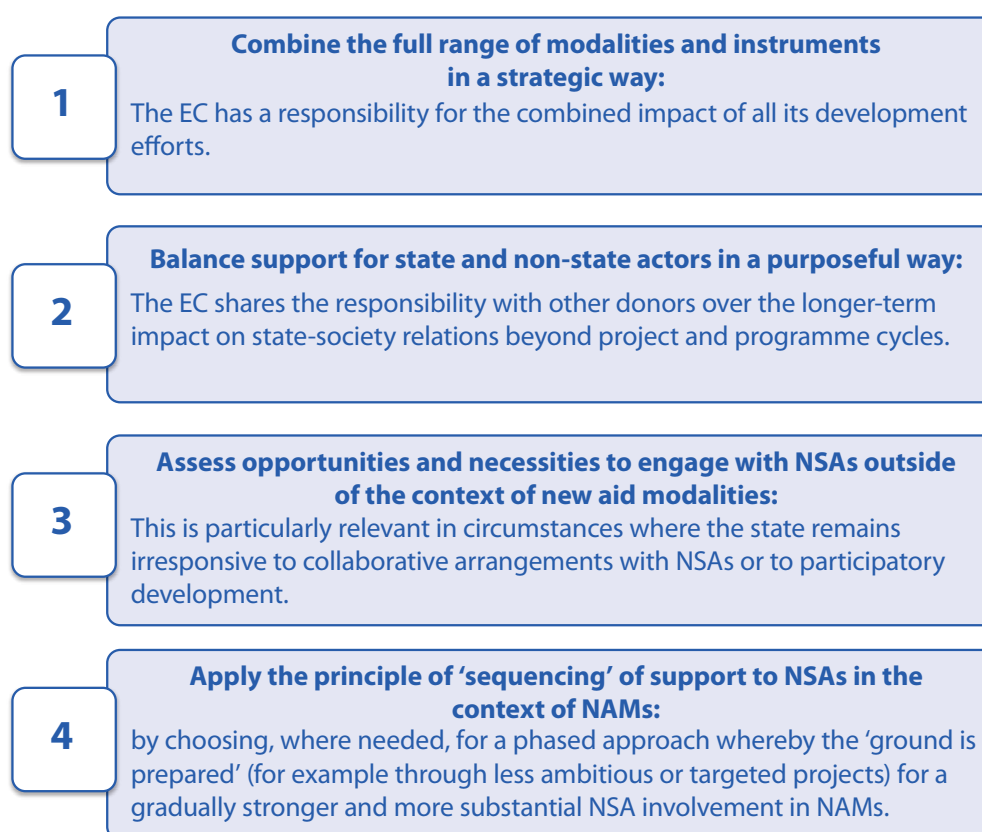 1
Combine the full range of modalities and instruments
in a strategic way:
The EC has a responsibility for the combined impact of all its development
efforts.
2
Balance support for state and non-state actors in a purposeful way:
The EC shares the responsibility with other donors over the longer-term
impact on state-society relations beyond project and programme cycles.
3
Assess opportunities and necessities to engage with NSAs outside
of the context of new aid modalities:
This is particularly relevant in circumstances where the state remains
irresponsive to collaborative arrangements with NSAs or to participatory
development.
4
Apply the principle of ‘sequencing’ of support to NSAs in the
context of NAMs:
by choosing, where needed, for a phased approach whereby the ‘ground is
prepared’ (for example through less ambitious or targeted projects) for a
gradually stronger and more substantial NSA involvement in NAMs.